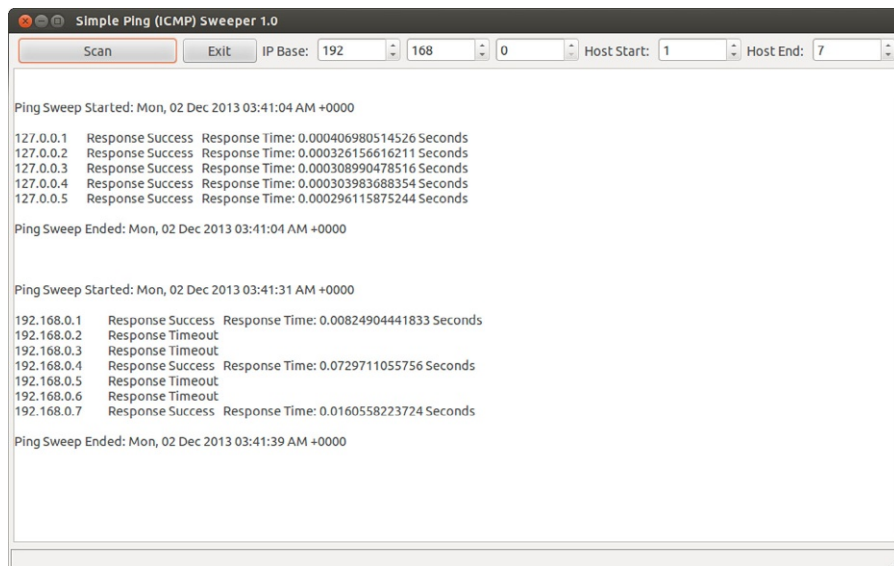 Simple Ping (ICMP) Sweeper 1.0
Scan Exit IP Base: 192 168 0 Host Start: 1 Host End: 7
Ping Sweep Started: Mon, 02 Dec 2013 03:41:04 AM +0000
127.0.0.1 Response Success Response Time: 0.000406980514526 Seconds
127.0.0.2 Response Success Response Time: 0.000326156616211 Seconds
127.0.0.3 Response Success Response Time: 0.000308990478516 Seconds
127.0.0.4 Response Success Response Time: 0.000303983688354 Seconds
127.0.0.5 Response Success Response Time: 0.000296115875244 Seconds
Ping Sweep Ended: Mon, 02 Dec 2013 03:41:04 AM +0000
Ping Sweep Started: Mon, 02 Dec 2013 03:41:31 AM +0000
192.168.0.1 Response Success Response Time: 0.00824904441833 Seconds
192.168.0.2 Response Timeout
192.168.0.3 Response Timeout
192.168.0.4 Response Success Response Time: 0.0729711055756 Seconds
192.168.0.5 Response Timeout
192.168.0.6 Response Timeout
192.168.0.7 Response Success Response Time: 0.0160558223724 Seconds
Ping Sweep Ended: Mon, 02 Dec 2013 03:41:39 AM +0000